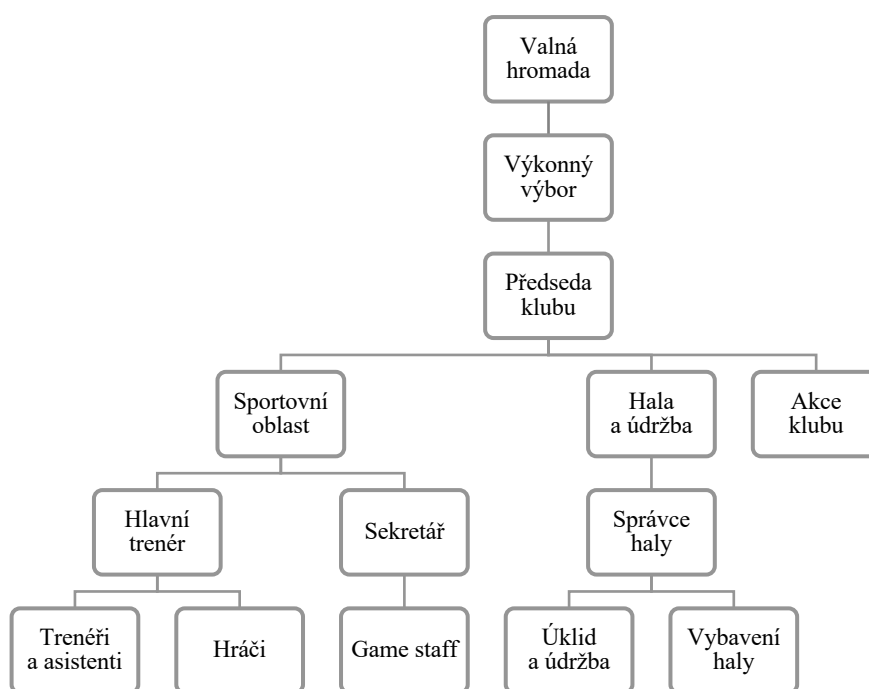 Valná
hromada
Výkonný
výbor
Předseda
klubu
Sportovní
oblast
Hala
a údržba
Akce
klubu
Hlavní
trenér
Sekretář
Správce
haly
Trenéři
a asistenti
Hráči
Game staff
Úklid
a údržba
Vybavení
haly